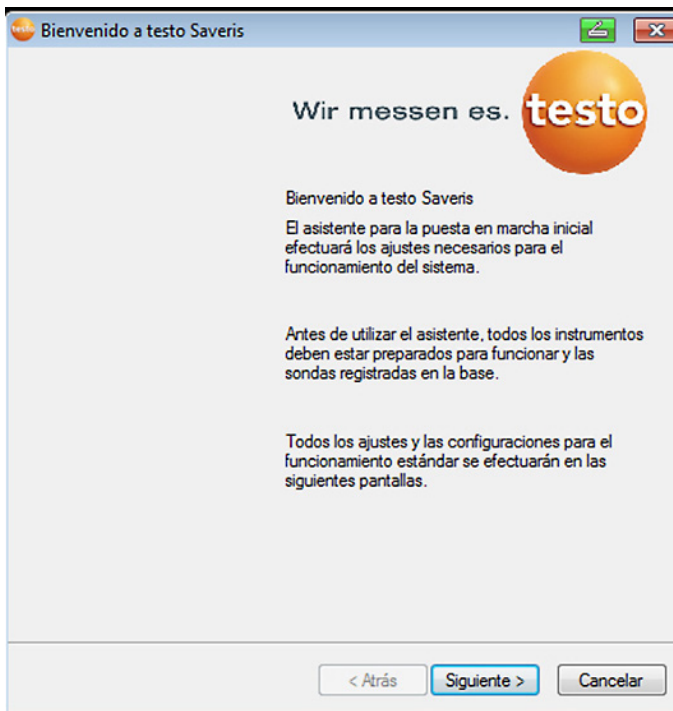 Bienvenido a testo Saveris
Wir messen es. testo
Bienvenido a testo Saveris
El asistente para la puesta en marcha inicial
efectuará los ajustes necesarios para el
funcionamiento del sistema.
Antes de utilizar el asistente, todos los instrumentos
deben estar preparados para funcionar y las
sondas registradas en la base.
Todos los ajustes y las configuraciones para el
funcionamiento estándar se efectuarán en las
siguientes pantallas.
< Atrás Siguiente > Cancelar